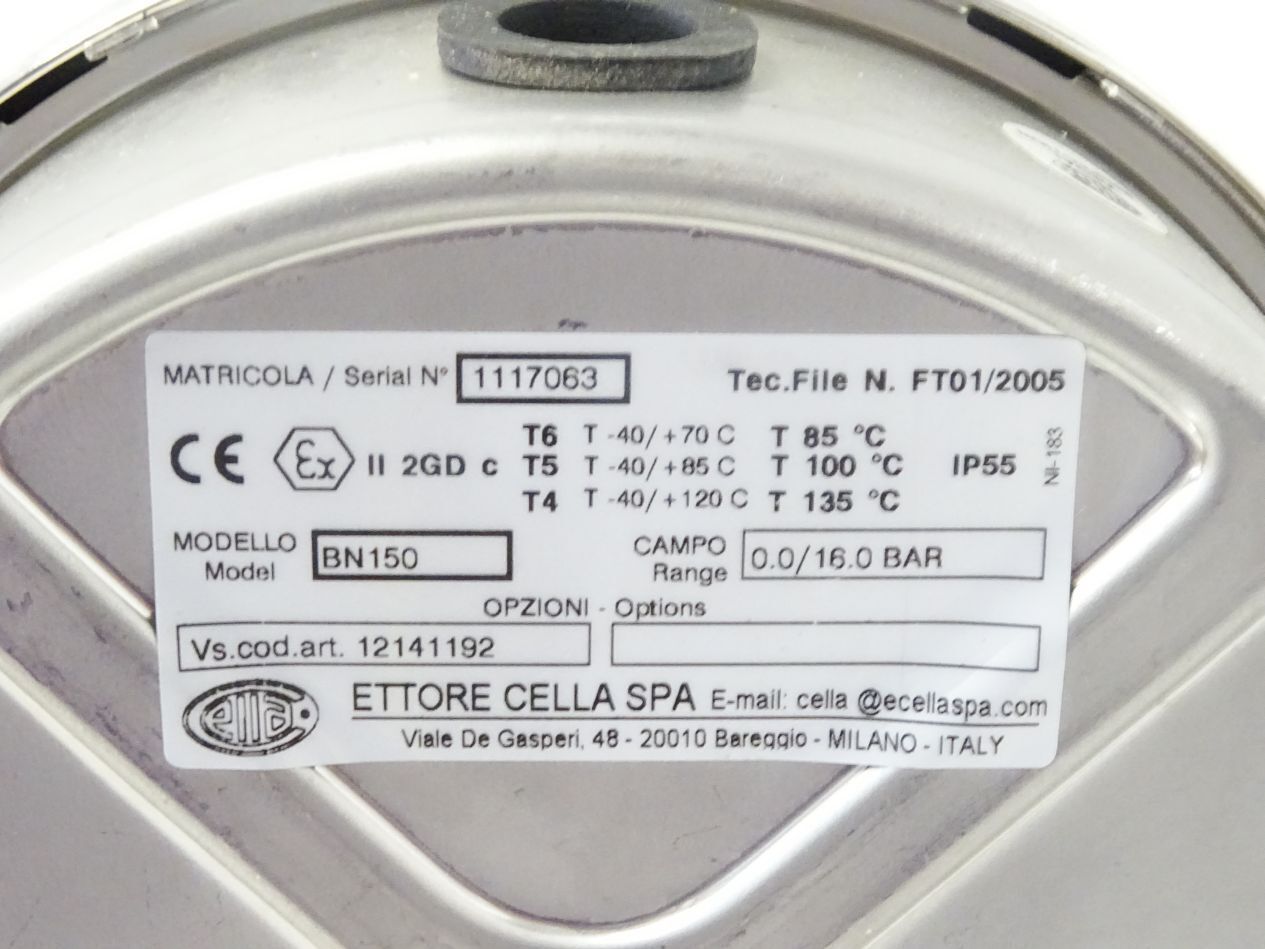 MATRICOLA / Serial N° 1117063 Tec.File N. FT01/2005
CE Ex II 2GD c
T6 T -40/+70 C T 85 °C
T5 T -40/+85 C T 100 °C IP55
T4 T -40/+120 C T 135 °C
NI-183
MODELLO
Model BN150
CAMPO
Range 0.0/16.0 BAR
OPZIONI - Options
Vs.cod.art. 12141192
Cella
ETTORE CELLA SPA E-mail: cella @ecellaspa.com
Viale De Gasperi, 48 - 20010 Bareggio - MILANO - ITALY